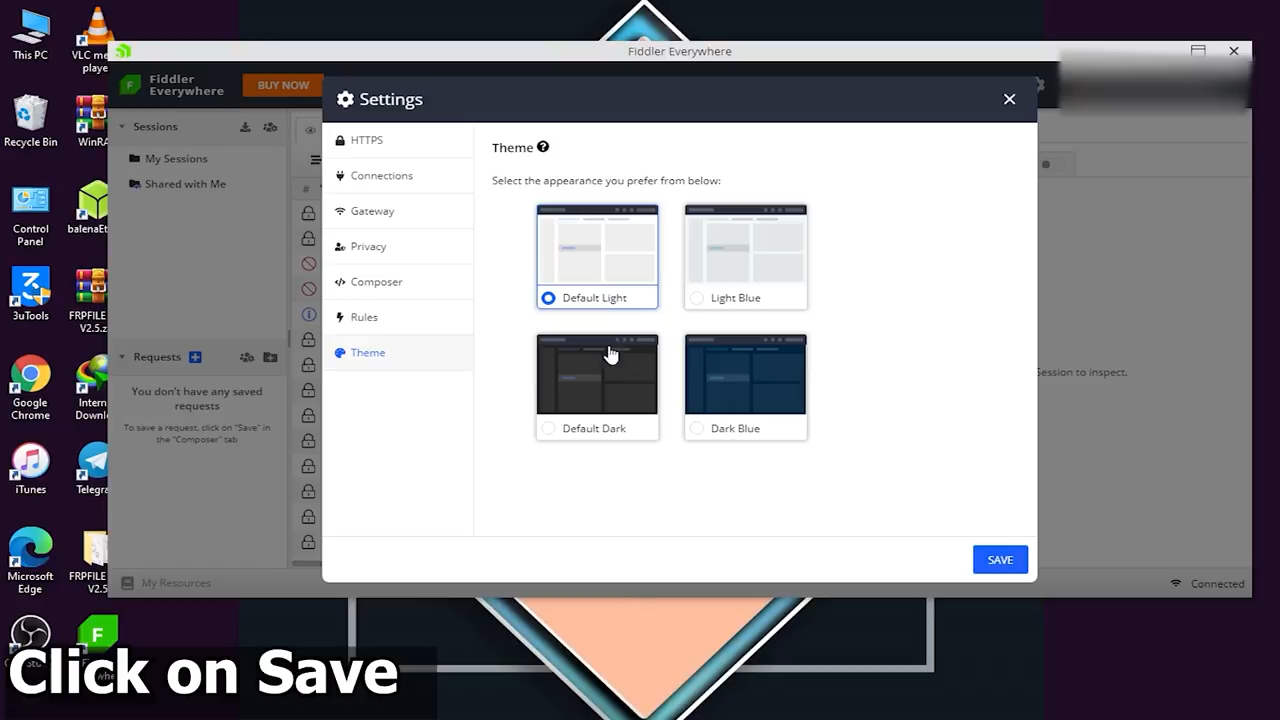 This PC
VLC media player
Fiddler Everywhere
Fiddler
Everywhere
BUY NOW
Settings
Recycle Bin
WinRA
Sessions
My Sessions
Shared with Me
#
HTTPS
Connections
Gateway
Privacy
Composer
Rules
Theme
Theme
Select the appearance you prefer from below:
Default Light
Light Blue
Default Dark
Dark Blue
SAVE
Control
Panel
balenaEt
3uTools
FRPFILE
V2.5.z
Requests
You don't have any saved
requests
To save a request, click on "Save" in
the "Composer" tab
Session to inspect.
Google
Chrome
Intern
Downlo
iTunes
Telegra
Microsoft
Edge
FRPFILE
V2.5
My Resources
Connected
Click on Save